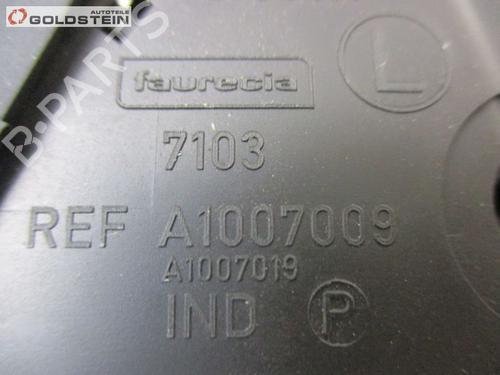 Autoteile
GOLDSTEIN
B-PARTS
faurecia
L
7103
REF A1007009
A1007019
IND P